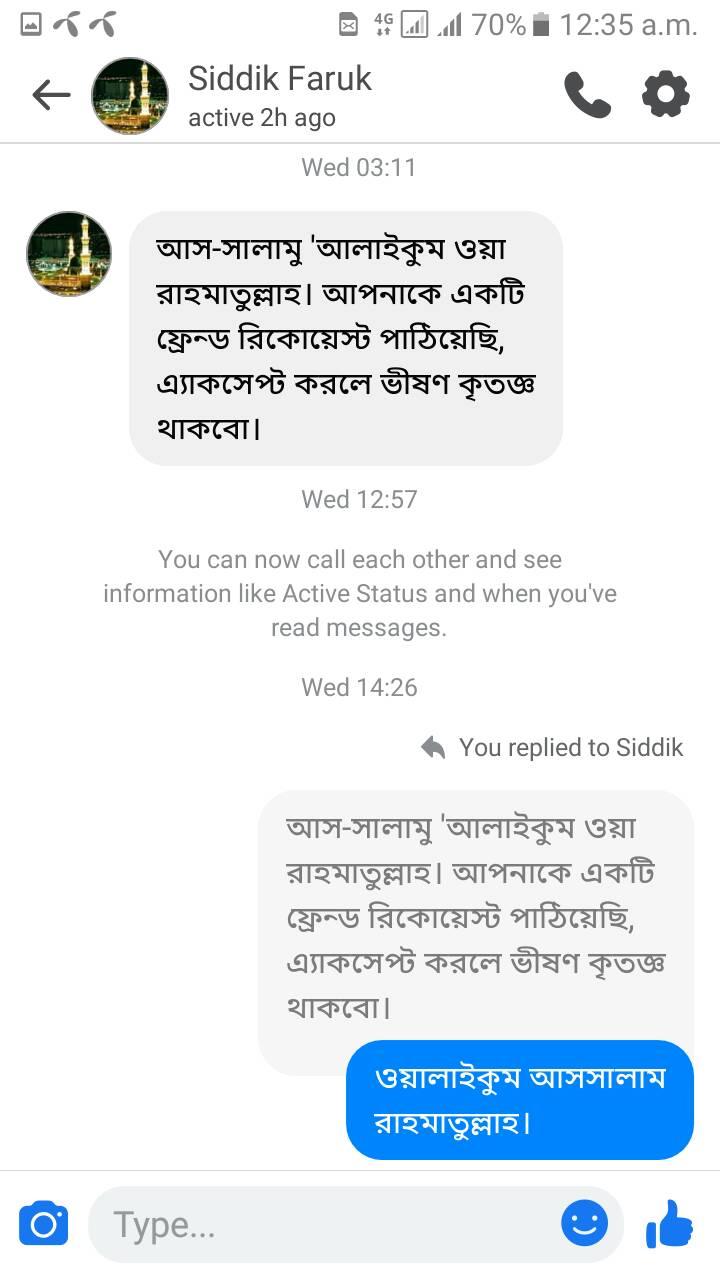 4G 70% 12:35 a.m.
Siddik Faruk
active 2h ago
Wed 03:11
আস-সালামু 'আলাইকুম ওয়া
রাহমাতুল্লাহ। আপনাকে একটি
ফ্রেন্ড রিকোয়েস্ট পাঠিয়েছি,
এ্যাকসেপ্ট করলে ভীষণ কৃতজ্ঞ
থাকবো।
Wed 12:57
You can now call each other and see
information like Active Status and when you've
read messages.
Wed 14:26
You replied to Siddik
আস-সালামু 'আলাইকুম ওয়া
রাহমাতুল্লাহ। আপনাকে একটি
ফ্রেন্ড রিকোয়েস্ট পাঠিয়েছি,
এ্যাকসেপ্ট করলে ভীষণ কৃতজ্ঞ
থাকবো।
ওয়ালাইকুম আসসালাম
রাহমাতুল্লাহ।
Type...